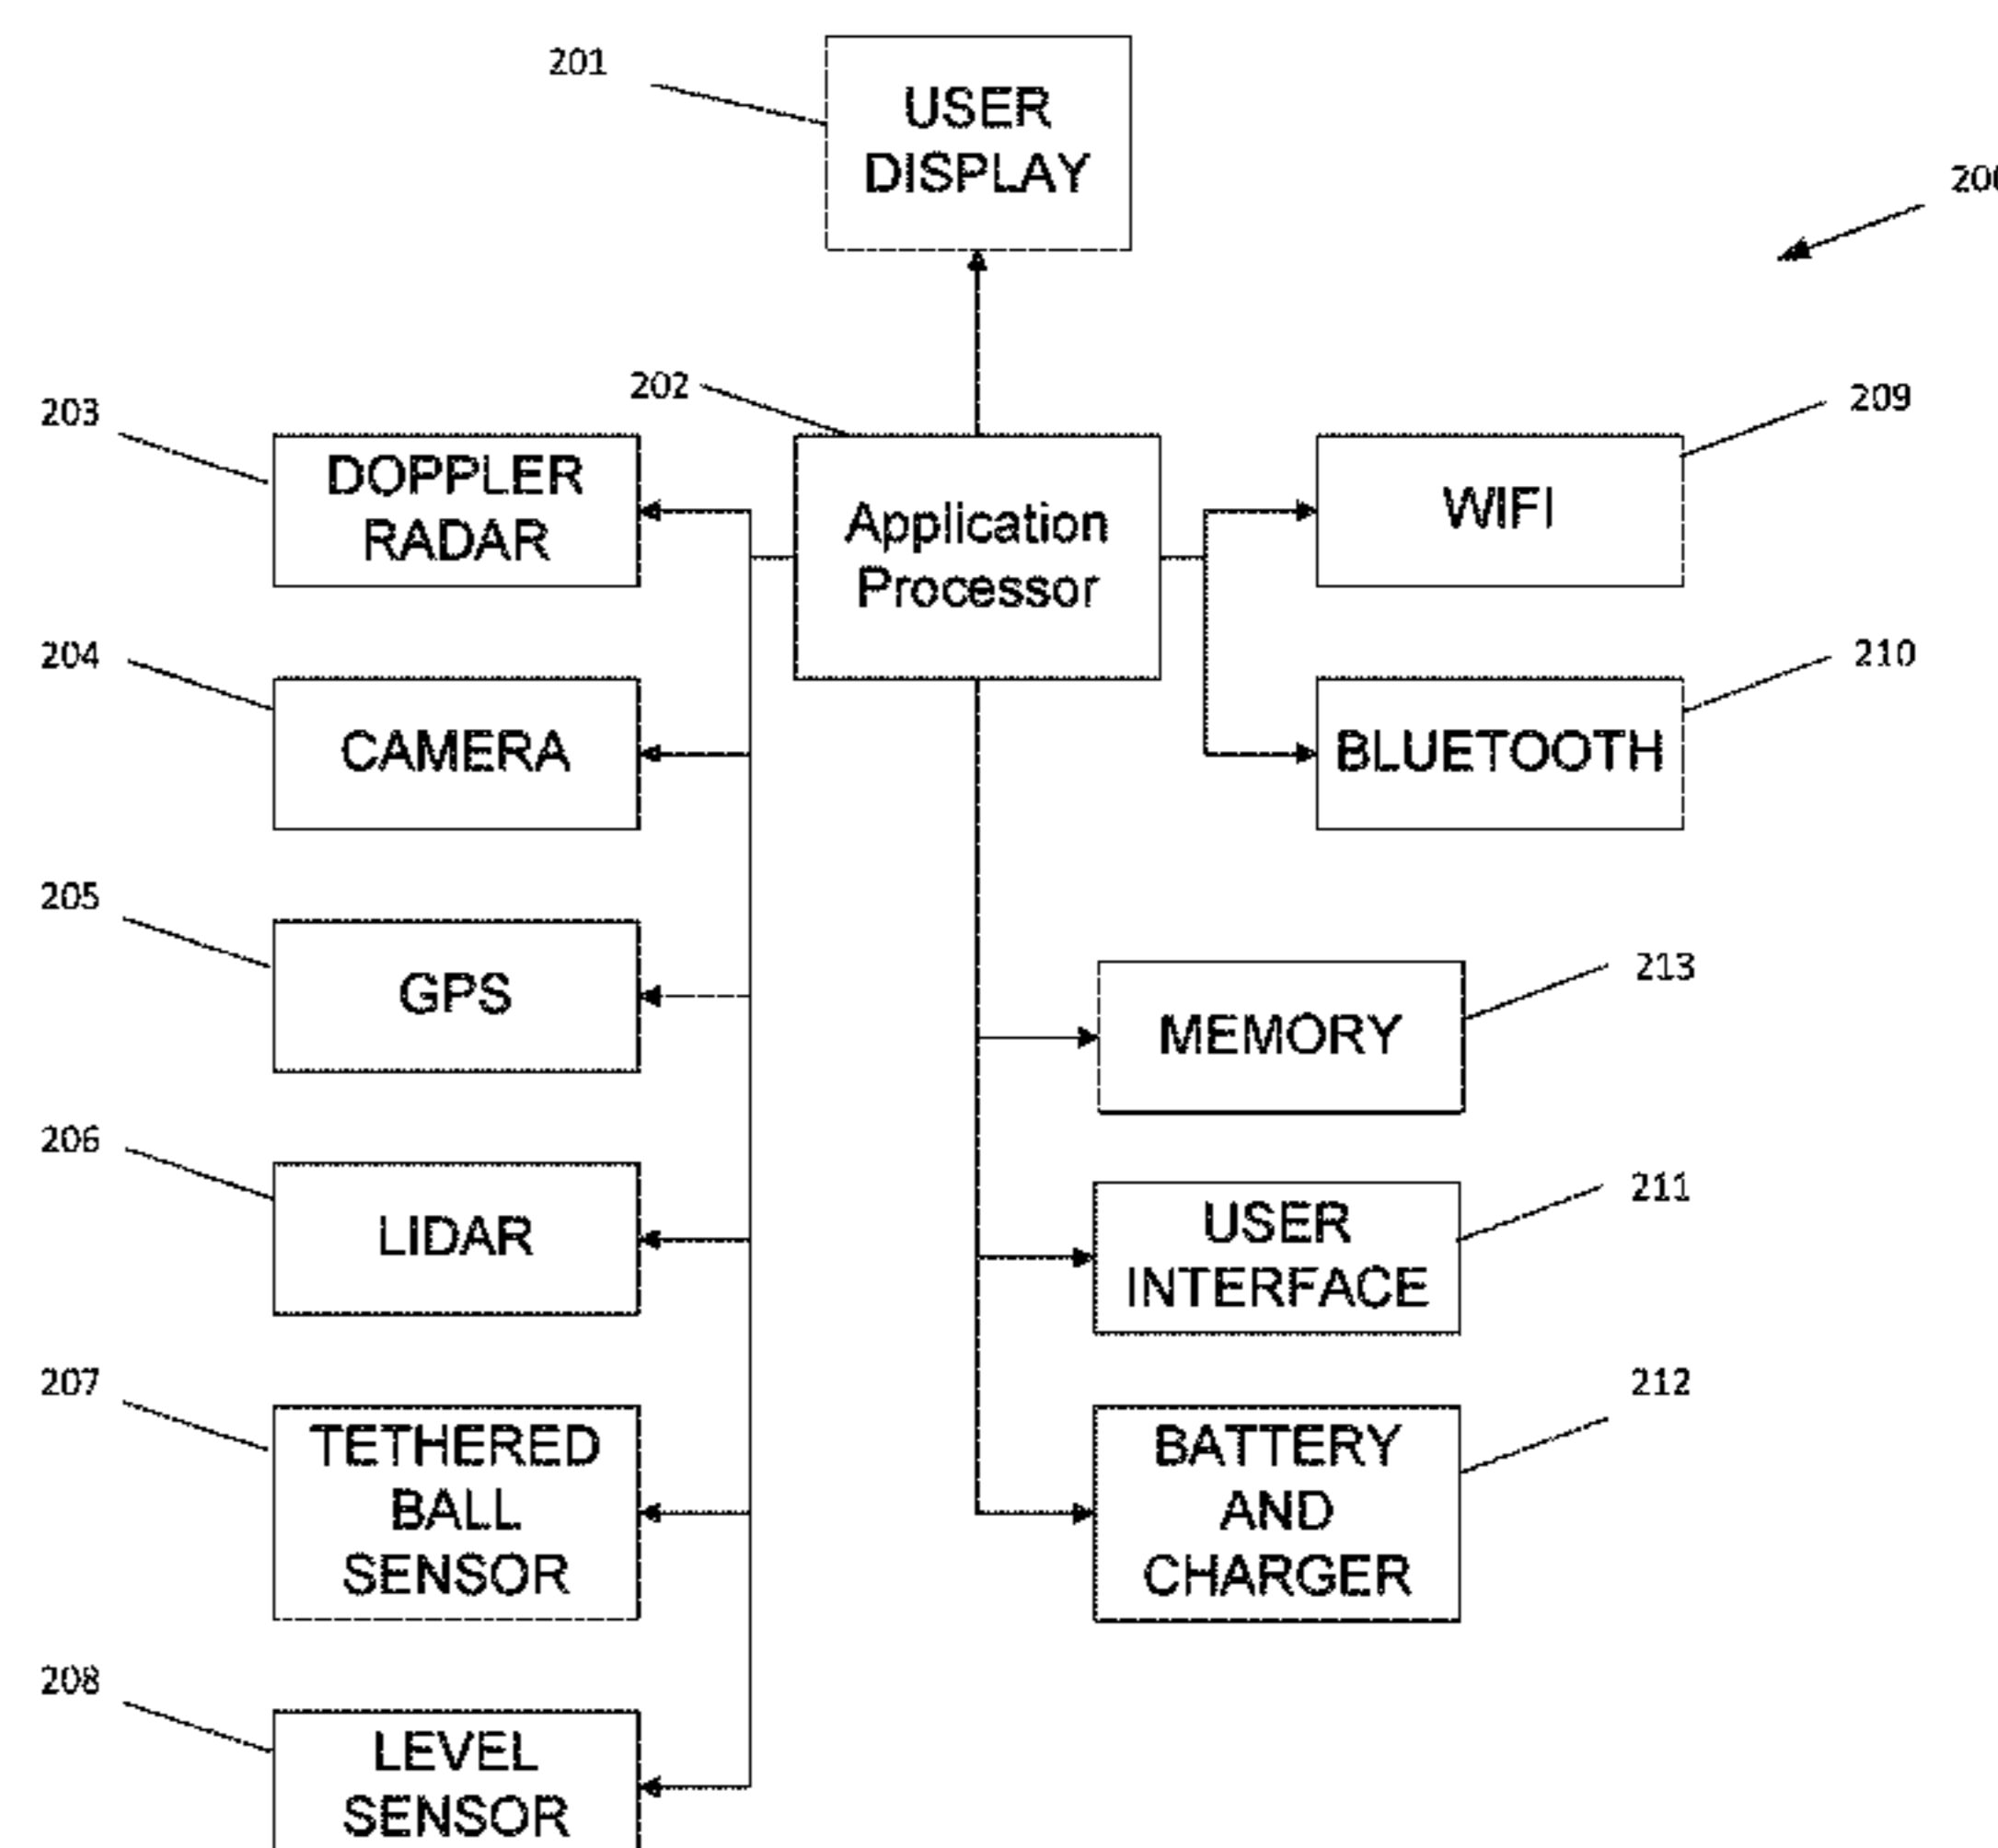 201
USER
DISPLAY
202
Application
Processor
203
DOPPLER
RADAR
209
WIFI
204
CAMERA
210
BLUETOOTH
205
GPS
213
MEMORY
206
LIDAR
211
USER
INTERFACE
207
TETHERED
BALL
SENSOR
212
BATTERY
AND
CHARGER
208
LEVEL
SENSOR